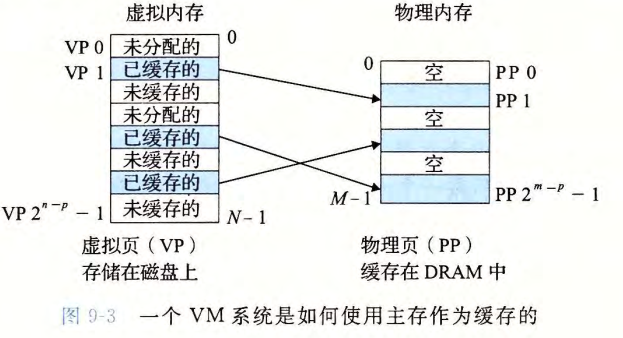 虚拟内存
物理内存
VP 0 未分配的 0
VP 1 已缓存的
未缓存的
未分配的
已缓存的
未缓存的
已缓存的
VP 2ⁿ⁻ᵖ − 1 未缓存的 N−1
0 空 PP 0
PP 1
空
空
M−1 PP 2ᵐ⁻ᵖ − 1
虚拟页（VP）
存储在磁盘上
物理页（PP）
缓存在 DRAM 中
图 9-3 一个 VM 系统是如何使用主存作为缓存的